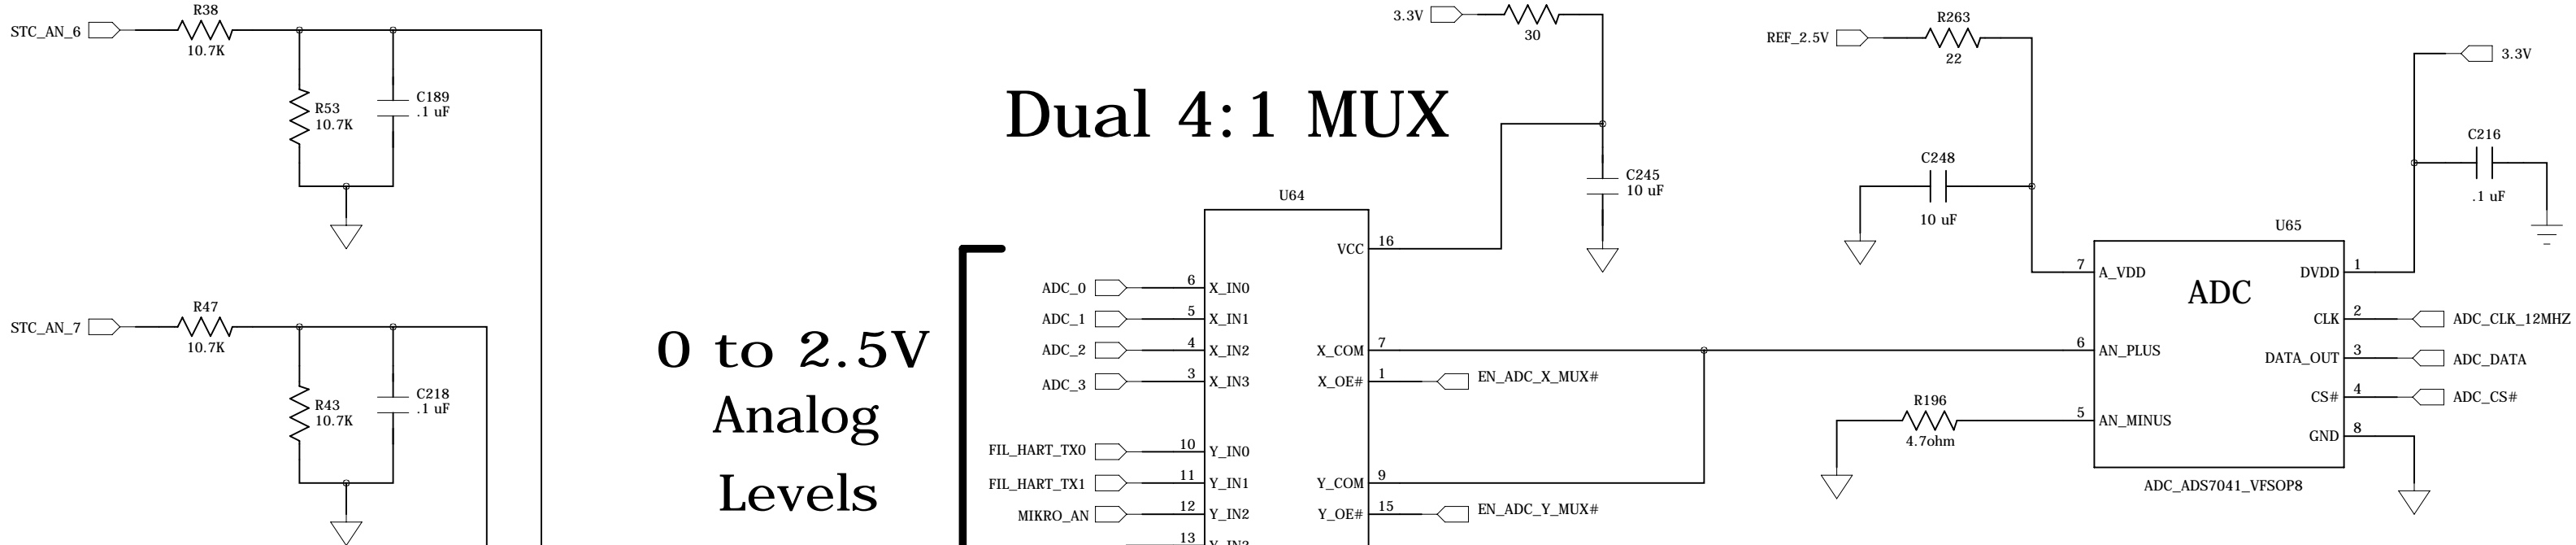 R38
STC_AN_6
10.7K
R53
10.7K
C189
.1 uF
R47
STC_AN_7
10.7K
R43
10.7K
C218
.1 uF
Dual 4:1 MUX
0 to 2.5V
Analog
Levels
3.3V
30
C245
10 uF
U64
VCC 16
ADC_0 6 X_IN0
ADC_1 5 X_IN1
ADC_2 4 X_IN2
ADC_3 3 X_IN3
X_COM 7
X_OE# 1 EN_ADC_X_MUX#
FIL_HART_TX0 10 Y_IN0
FIL_HART_TX1 11 Y_IN1
MIKRO_AN 12 Y_IN2
13 Y_IN3
Y_COM 9
Y_OE# 15 EN_ADC_Y_MUX#
REF_2.5V
R263
22
C248
10 uF
3.3V
C216
.1 uF
U65
ADC
7 A_VDD
6 AN_PLUS
5 AN_MINUS
R196
4.7ohm
DVDD 1
CLK 2 ADC_CLK_12MHZ
DATA_OUT 3 ADC_DATA
CS# 4 ADC_CS#
GND 8
ADC_ADS7041_VFSOP8